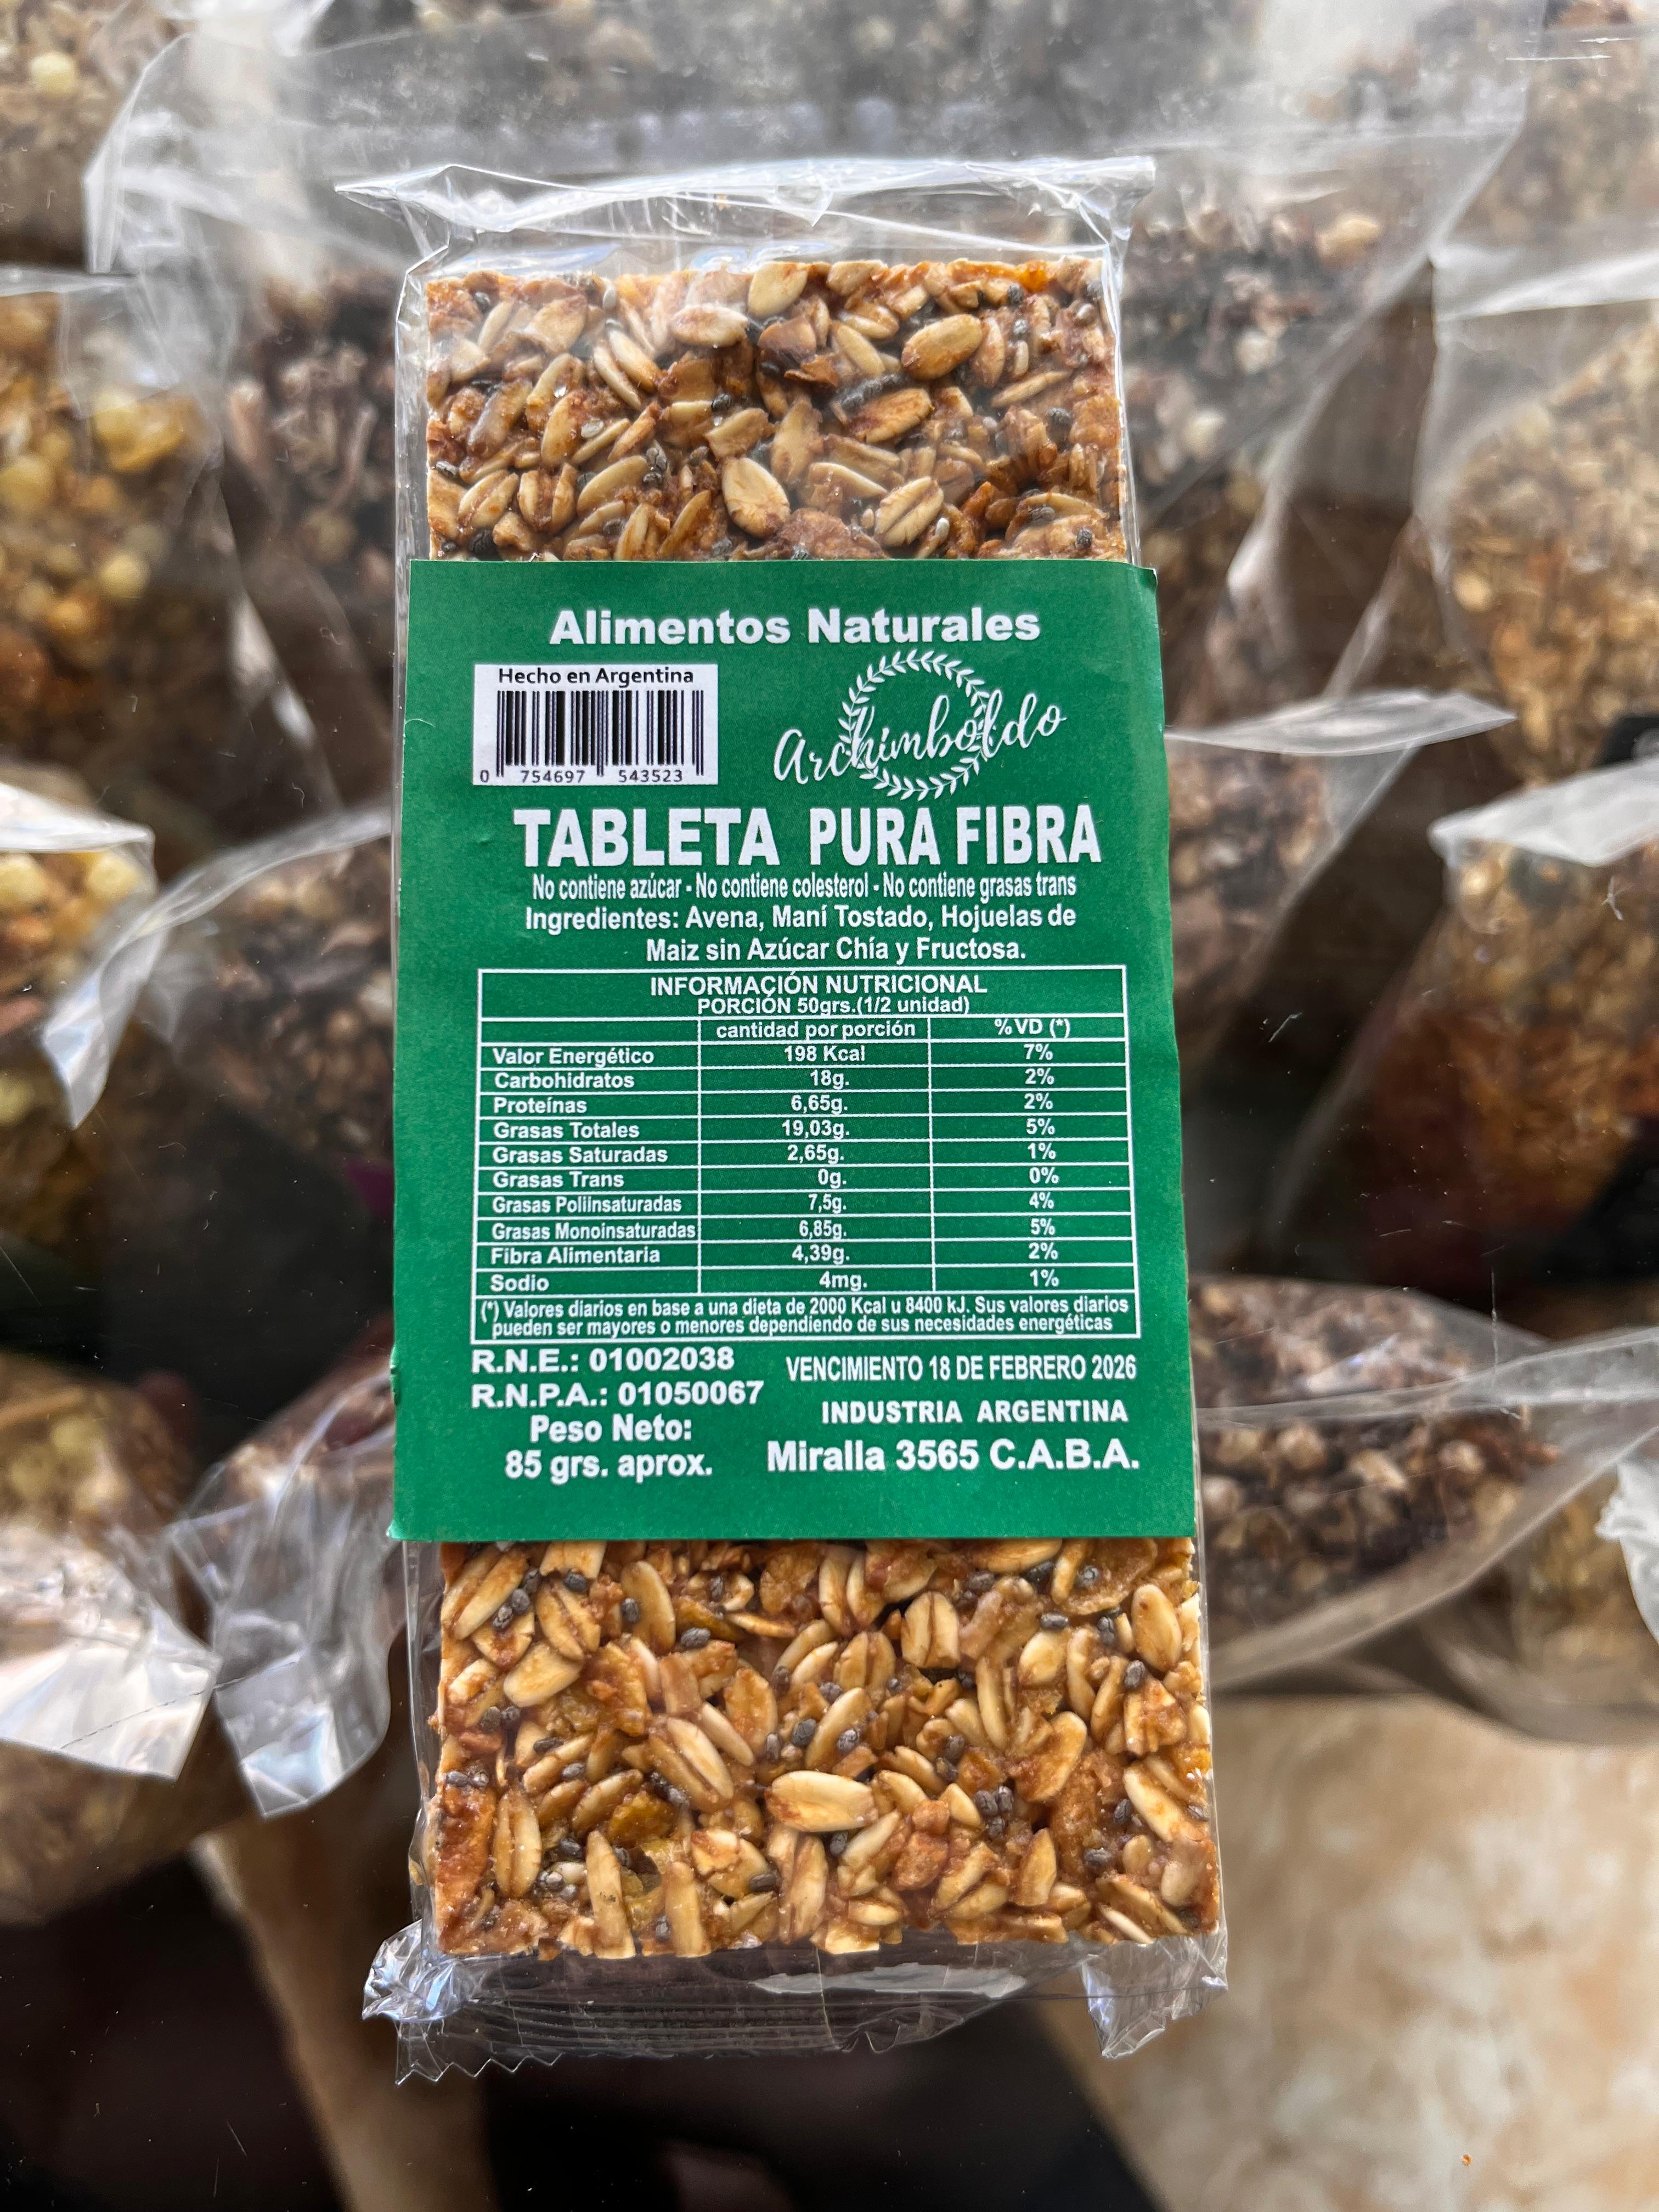 Alimentos Naturales
Hecho en Argentina
0 754697 543523
Archimboldo
TABLETA PURA FIBRA
No contiene azúcar - No contiene colesterol - No contiene grasas trans
Ingredientes: Avena, Maní Tostado, Hojuelas de
Maiz sin Azúcar Chía y Fructosa.
INFORMACIÓN NUTRICIONAL
PORCIÓN 50grs.(1/2 unidad)
cantidad por porción %VD (*)
Valor Energético 198 Kcal 7%
Carbohidratos 18g. 2%
Proteínas 6,65g. 2%
Grasas Totales 19,03g. 5%
Grasas Saturadas 2,65g. 1%
Grasas Trans 0g. 0%
Grasas Poliinsaturadas 7,5g. 4%
Grasas Monoinsaturadas 6,85g. 5%
Fibra Alimentaria 4,39g. 2%
Sodio 4mg. 1%
(*) Valores diarios en base a una dieta de 2000 Kcal u 8400 kJ. Sus valores diarios
pueden ser mayores o menores dependiendo de sus necesidades energéticas
R.N.E.: 01002038
R.N.P.A.: 01050067
Peso Neto:
85 grs. aprox.
VENCIMIENTO 18 DE FEBRERO 2026
INDUSTRIA ARGENTINA
Miralla 3565 C.A.B.A.